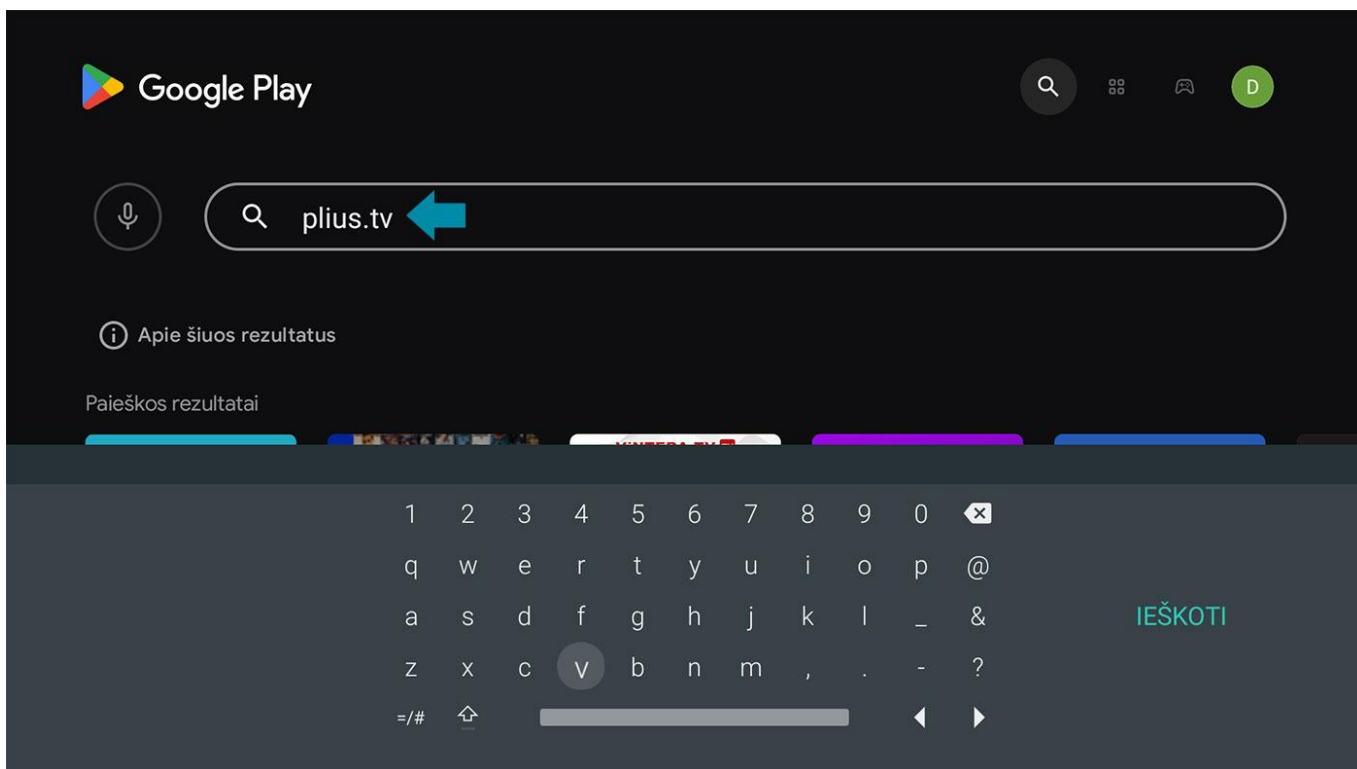 Google Play
D
plius.tv
Apie šiuos rezultatus
Paieškos rezultatai
1 2 3 4 5 6 7 8 9 0
q w e r t y u i o p @
a s d f g h j k l _ &
IEŠKOTI
z x c v b n m , . - ?
=/#